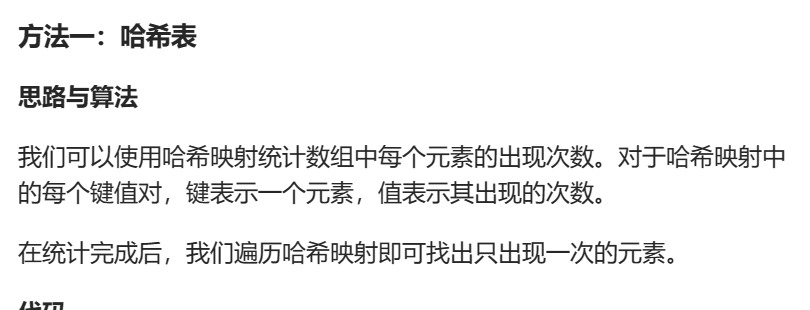 方法一：哈希表
思路与算法
我们可以使用哈希映射统计数组中每个元素的出现次数。对于哈希映射中
的每个键值对，键表示一个元素，值表示其出现的次数。
在统计完成后，我们遍历哈希映射即可找出只出现一次的元素。